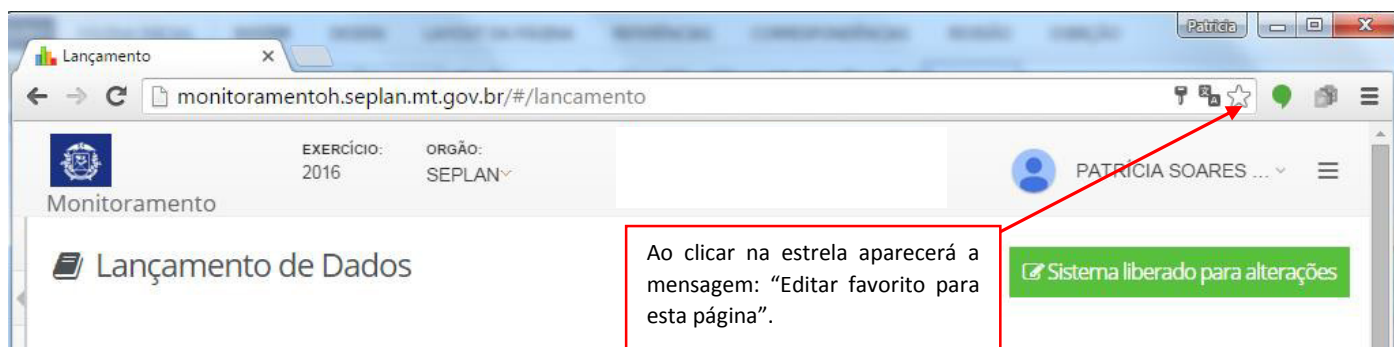 Patricia
Lançamento
monitoramentoh.seplan.mt.gov.br/#/lancamento
EXERCÍCIO:
2016
ORGÃO:
SEPLAN
PATRÍCIA SOARES ...
Monitoramento
Lançamento de Dados
Ao clicar na estrela aparecerá a
mensagem: “Editar favorito para
esta página”.
Sistema liberado para alterações